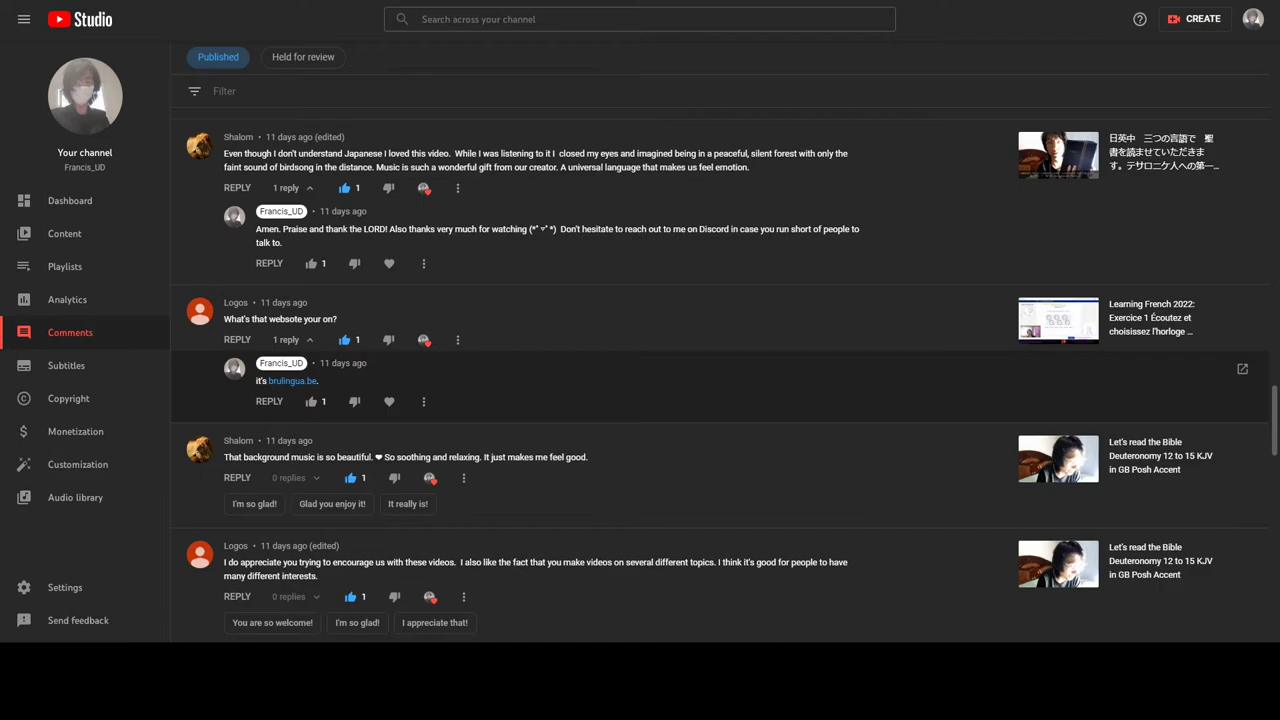 Studio
Search across your channel
CREATE
Published
Held for review
Filter
Your channel
Francis_UD
Dashboard
Content
Playlists
Analytics
Comments
Subtitles
Copyright
Monetization
Customization
Audio library
Settings
Send feedback
Shalom • 11 days ago (edited)
Even though I don't understand Japanese I loved this video. While I was listening to it I closed my eyes and imagined being in a peaceful, silent forest with only the
faint sound of birdsong in the distance. Music is such a wonderful gift from our creator. A universal language that makes us feel emotion.
REPLY 1 reply 1
日英中 三つの言語で 聖
書を読ませていただきま
す。テサロニケ人への第一...
Francis_UD • 11 days ago
Amen. Praise and thank the LORD! Also thanks very much for watching (*ﾟ▽ﾟ*) Don't hesitate to reach out to me on Discord in case you run short of people to
talk to.
REPLY 1
Logos • 11 days ago
What's that websote your on?
REPLY 1 reply 1
Learning French 2022:
Exercice 1 Écoutez et
choisissez l'horloge ...
Francis_UD • 11 days ago
it's brulingua.be.
REPLY 1
Shalom • 11 days ago
That background music is so beautiful. ❤ So soothing and relaxing. It just makes me feel good.
REPLY 0 replies 1
I'm so glad! Glad you enjoy it! It really is!
Let's read the Bible
Deuteronomy 12 to 15 KJV
in GB Posh Accent
Logos • 11 days ago (edited)
I do appreciate you trying to encourage us with these videos. I also like the fact that you make videos on several different topics. I think it's good for people to have
many different interests.
REPLY 0 replies 1
You are so welcome! I'm so glad! I appreciate that!
Let's read the Bible
Deuteronomy 12 to 15 KJV
in GB Posh Accent